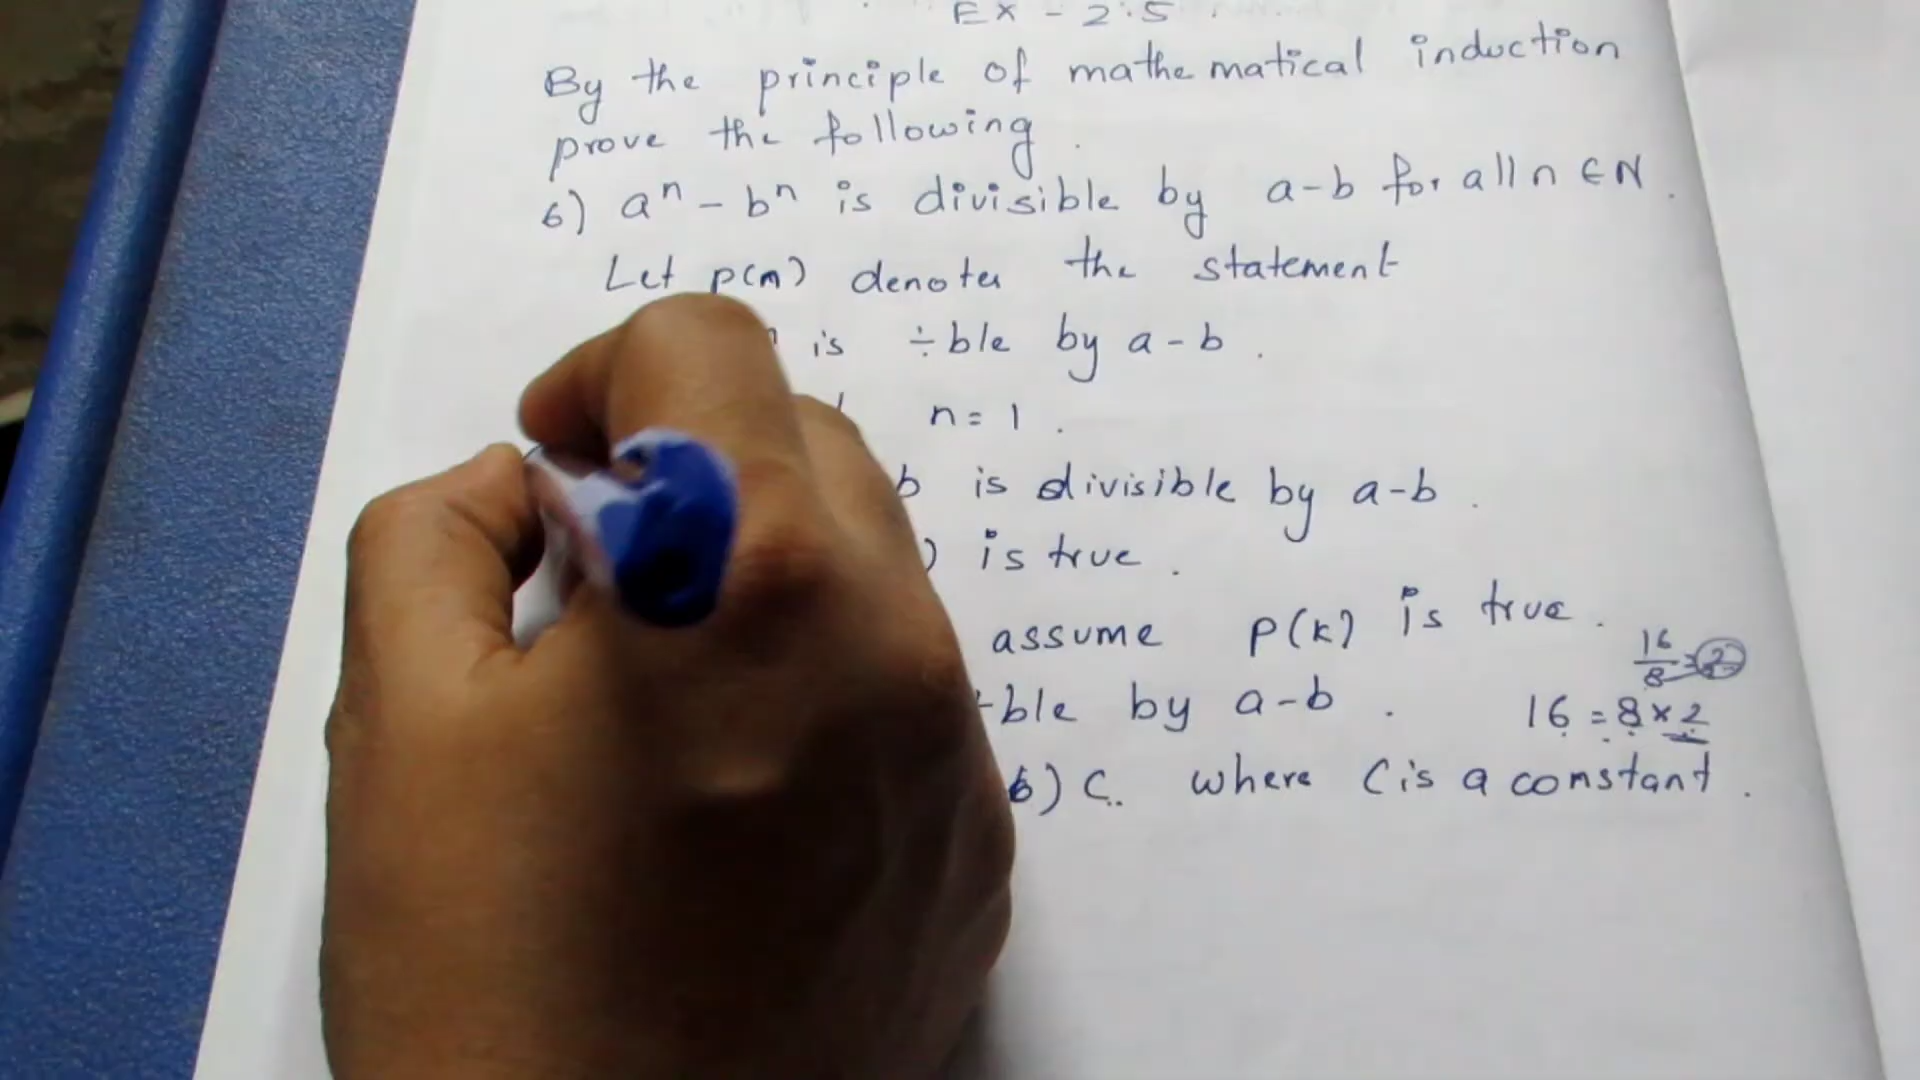 Ex - 2.5
By the principle of mathematical induction
prove the following.
6) aⁿ - bⁿ is divisible by a-b for all n ∈ N.
Let p(n) denotes the statement
is ÷ble by a-b.
n=1.
b is divisible by a-b.
) is true.
assume P(k) is true.
16/8 = 2
÷ble by a-b.
16 = 8×2
b) C. where C is a constant.